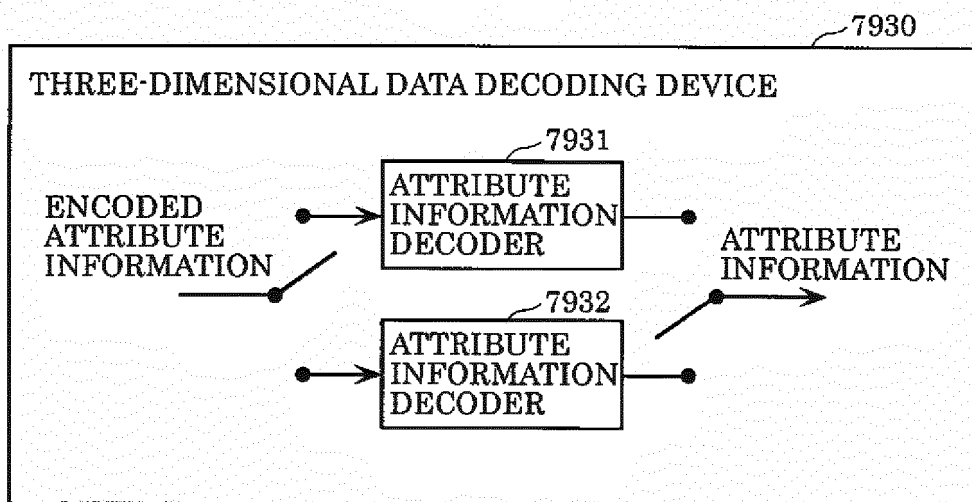 7930
THREE-DIMENSIONAL DATA DECODING DEVICE
7931
ATTRIBUTE
INFORMATION
DECODER
ENCODED
ATTRIBUTE
INFORMATION
ATTRIBUTE
INFORMATION
7932
ATTRIBUTE
INFORMATION
DECODER